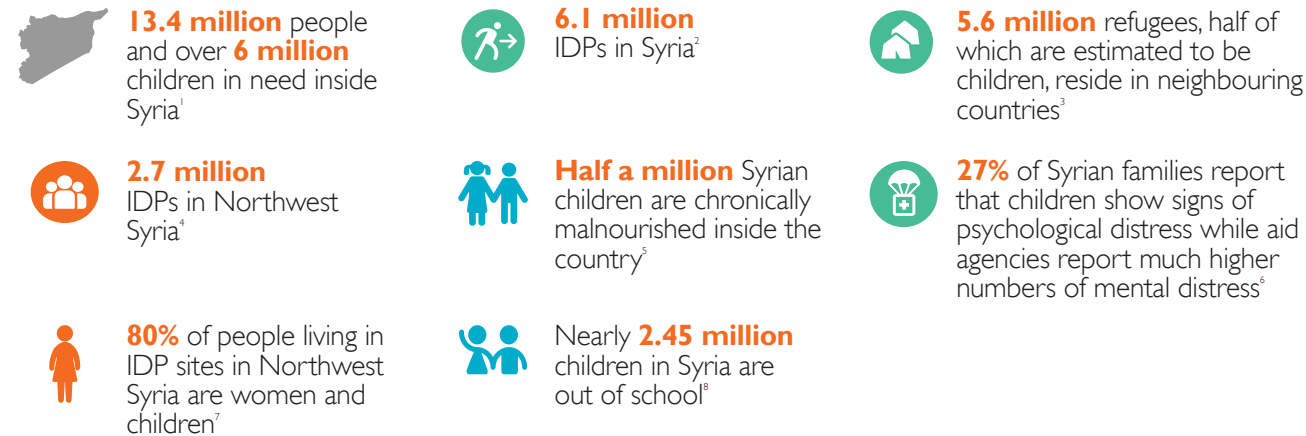 13.4 million people
and over 6 million
children in need inside
Syria¹
6.1 million
IDPs in Syria²
5.6 million refugees, half of
which are estimated to be
children, reside in neighbouring
countries³
2.7 million
IDPs in Northwest
Syria⁴
Half a million Syrian
children are chronically
malnourished inside the
country⁵
27% of Syrian families report
that children show signs of
psychological distress while aid
agencies report much higher
numbers of mental distress⁶
80% of people living in
IDP sites in Northwest
Syria are women and
children⁷
Nearly 2.45 million
children in Syria are
out of school⁸